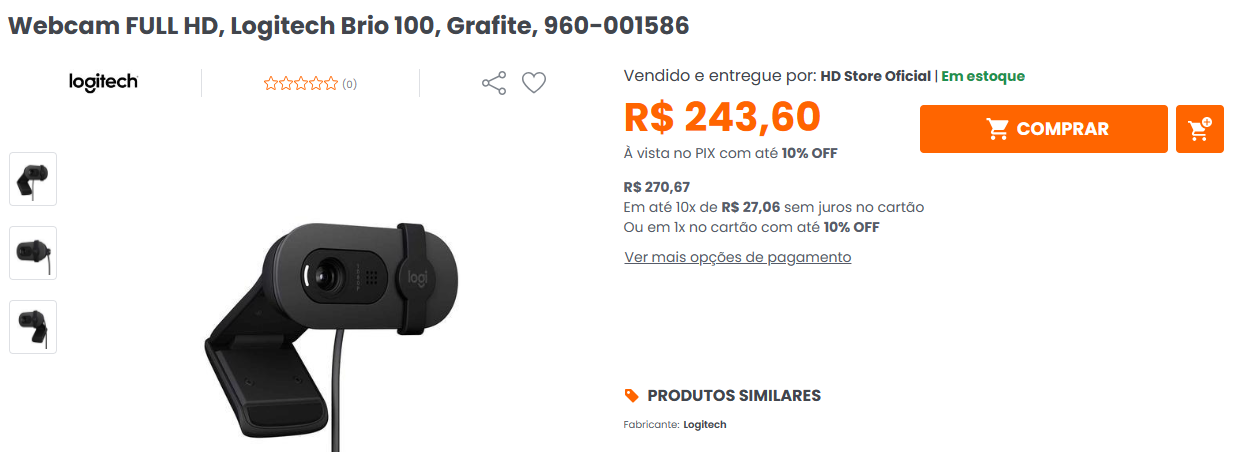 Webcam FULL HD, Logitech Brio 100, Grafite, 960-001586
logitech
(0)
Vendido e entregue por: HD Store Oficial | Em estoque
R$ 243,60
COMPRAR
À vista no PIX com até 10% OFF
R$ 270,67
Em até 10x de R$ 27,06 sem juros no cartão
Ou em 1x no cartão com até 10% OFF
Ver mais opções de pagamento
logi
PRODUTOS SIMILARES
Fabricante: Logitech